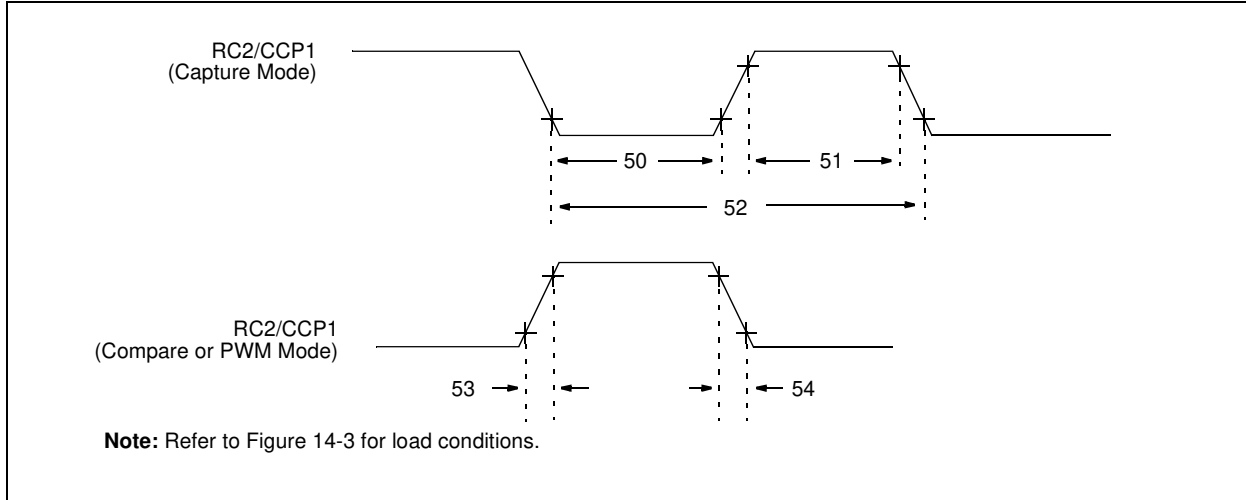 RC2/CCP1
(Capture Mode)
50
51
52
RC2/CCP1
(Compare or PWM Mode)
53
54
Note: Refer to Figure 14-3 for load conditions.